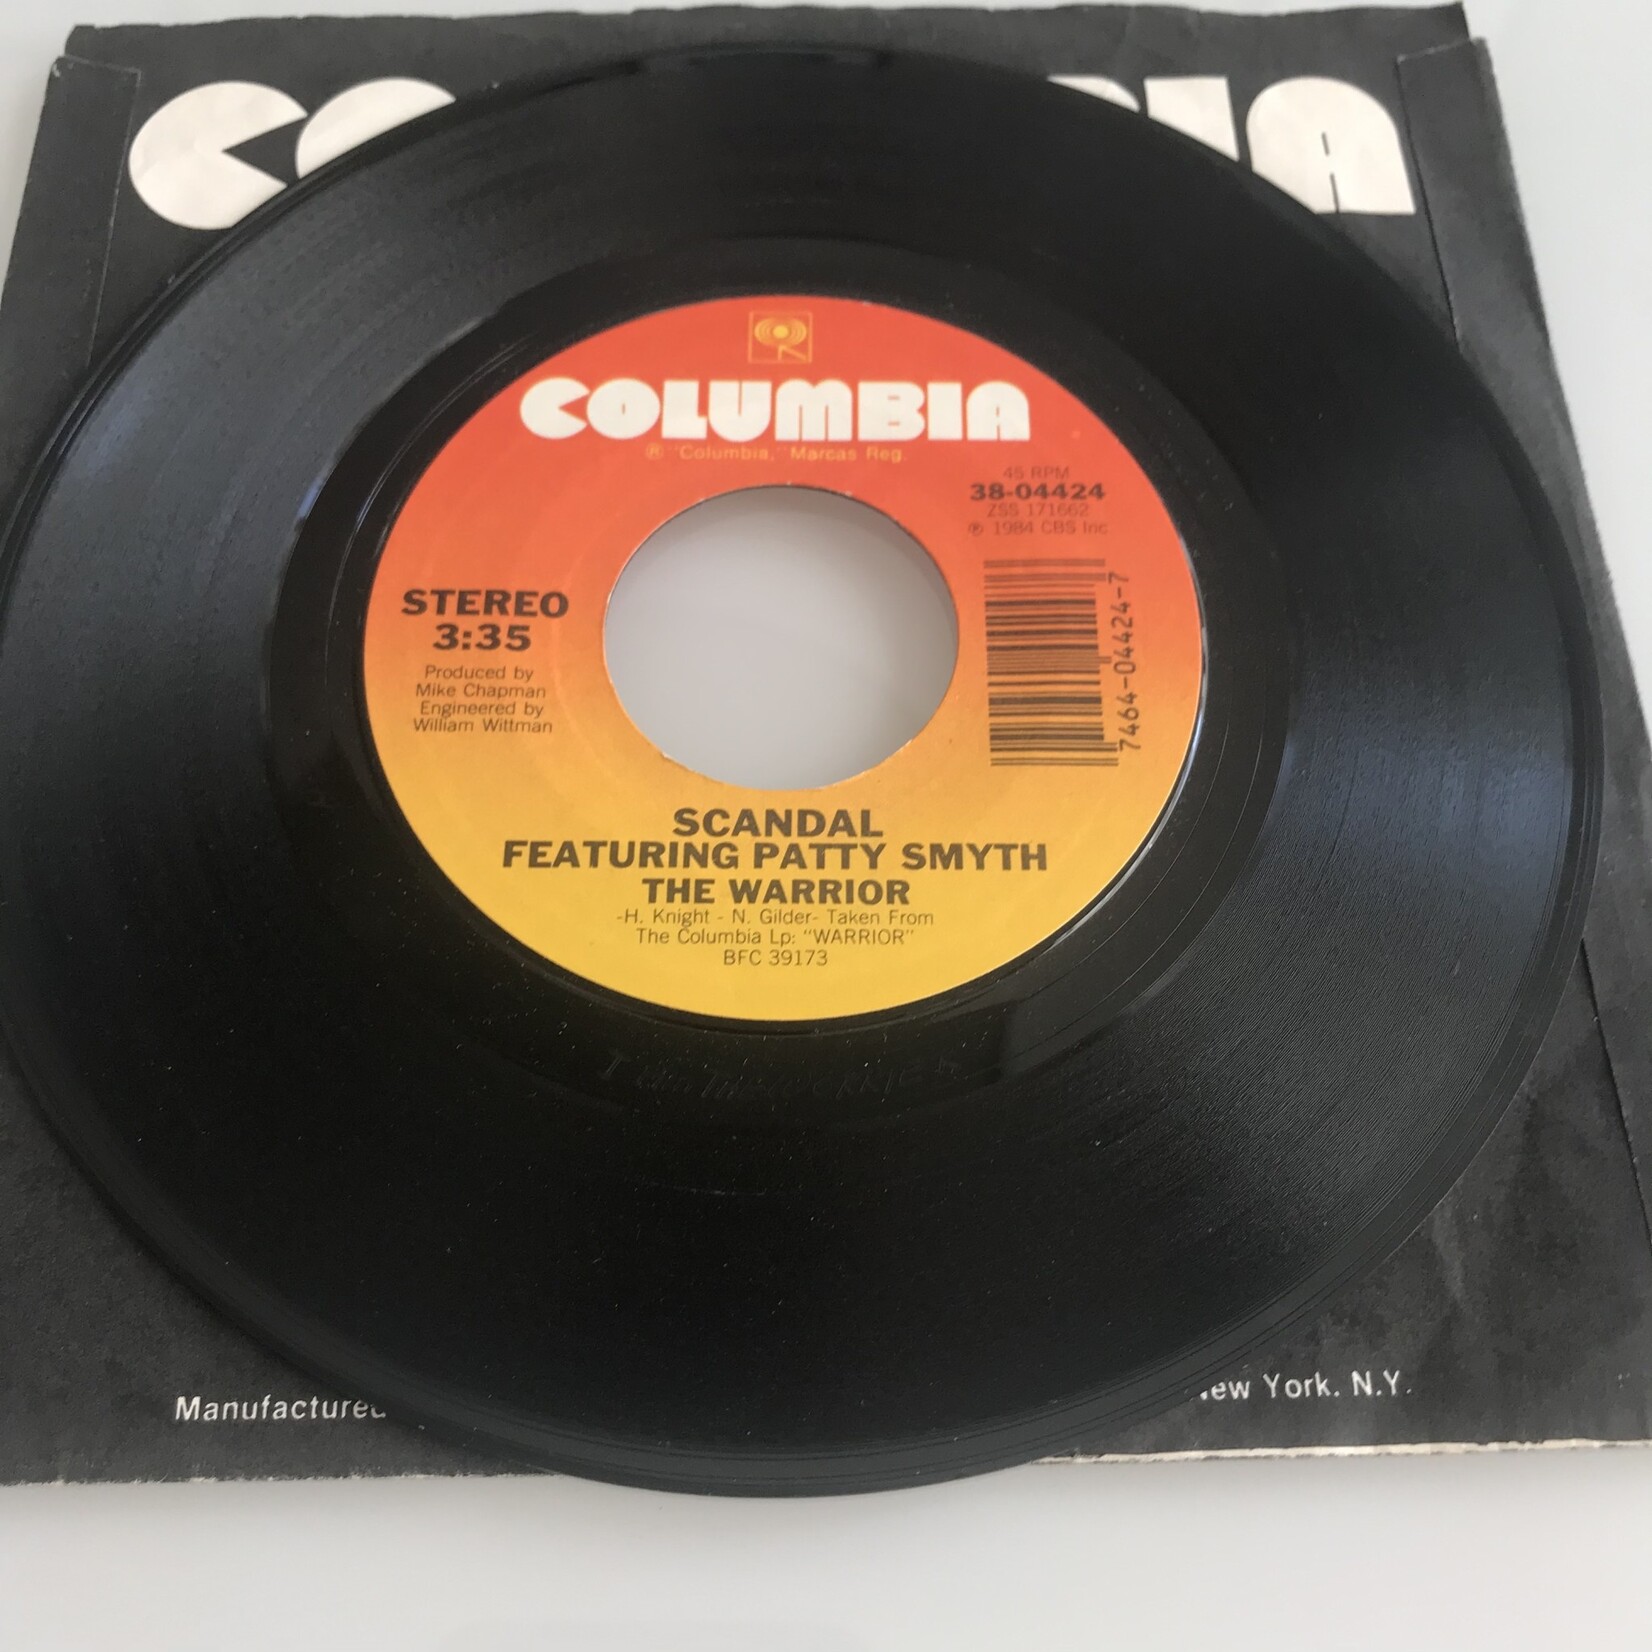 COLUMBIA
® "Columbia," Marcas Reg.
45 RPM
38-04424
ZSS 171662
℗ 1984 CBS Inc.
7464-04424-7
STEREO
3:35
Produced by
Mike Chapman
Engineered by
William Wittman
SCANDAL
FEATURING PATTY SMYTH
THE WARRIOR
-H. Knight - N. Gilder- Taken From
The Columbia Lp: "WARRIOR"
BFC 39173
York, N.Y.